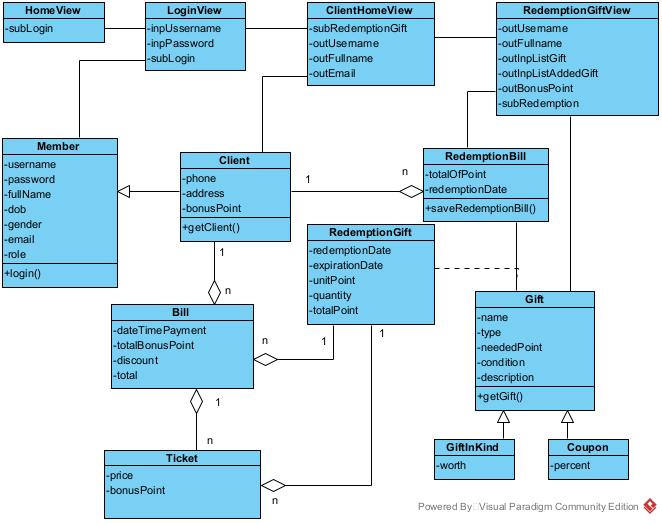 HomeView
-subLogin
LoginView
-inpUssername
-inpPassword
-subLogin
ClientHomeView
-subRedemptionGift
-outUsername
-outFullname
-outEmail
RedemptionGiftView
-outUsername
-outFullname
-outInpListGift
-outInpListAddedGift
-outBonusPoint
-subRedemption
Member
-username
-password
-fullName
-dob
-gender
-email
-role
+login()
Client
-phone
-address
-bonusPoint
+getClient()
1
n
RedemptionBill
-totalOfPoint
-redemptionDate
+saveRedemptionBill()
RedemptionGift
-redemptionDate
-expirationDate
-unitPoint
-quantity
-totalPoint
1
n
Bill
-dateTimePayment
-totalBonusPoint
-discount
-total
n
1
1
Gift
-name
-type
-neededPoint
-condition
-description
+getGift()
1
n
Ticket
-price
-bonusPoint
n
GiftInKind
-worth
Coupon
-percent
Powered By Visual Paradigm Community Edition